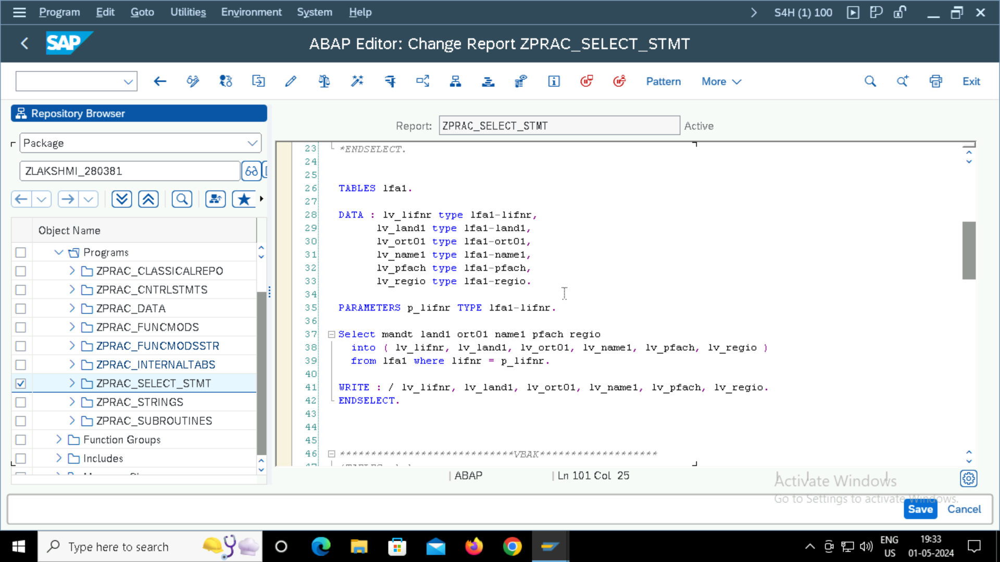 Program Edit Goto Utilities Environment System Help
S4H (1) 100
SAP
ABAP Editor: Change Report ZPRAC_SELECT_STMT
Pattern
More
Exit
Repository Browser
Package
ZLAKSHMI_280381
Object Name
Programs
ZPRAC_CLASSICALREPO
ZPRAC_CNTRLSTMTS
ZPRAC_DATA
ZPRAC_FUNCMODS
ZPRAC_FUNCMODSSTR
ZPRAC_INTERNALTABS
ZPRAC_SELECT_STMT
ZPRAC_STRINGS
ZPRAC_SUBROUTINES
Function Groups
Includes
Report: ZPRAC_SELECT_STMT Active
23 *ENDSELECT.
24
25
26 TABLES lfa1.
27
28 DATA : lv_lifnr type lfa1-lifnr,
29 lv_land1 type lfa1-land1,
30 lv_ort01 type lfa1-ort01,
31 lv_name1 type lfa1-name1,
32 lv_pfach type lfa1-pfach,
33 lv_regio type lfa1-regio.
34
35 PARAMETERS p_lifnr TYPE lfa1-lifnr.
36
37 Select mandt land1 ort01 name1 pfach regio
38 into ( lv_lifnr, lv_land1, lv_ort01, lv_name1, lv_pfach, lv_regio )
39 from lfa1 where lifnr = p_lifnr.
40
41 WRITE : / lv_lifnr, lv_land1, lv_ort01, lv_name1, lv_pfach, lv_regio.
42 ENDSELECT.
43
44
45
46 ****************************VBAK*******************
ABAP
Ln 101 Col 25
Activate Windows
Go to Settings to activate Windows.
Save
Cancel
Type here to search
ENG
US
19:33
01-05-2024